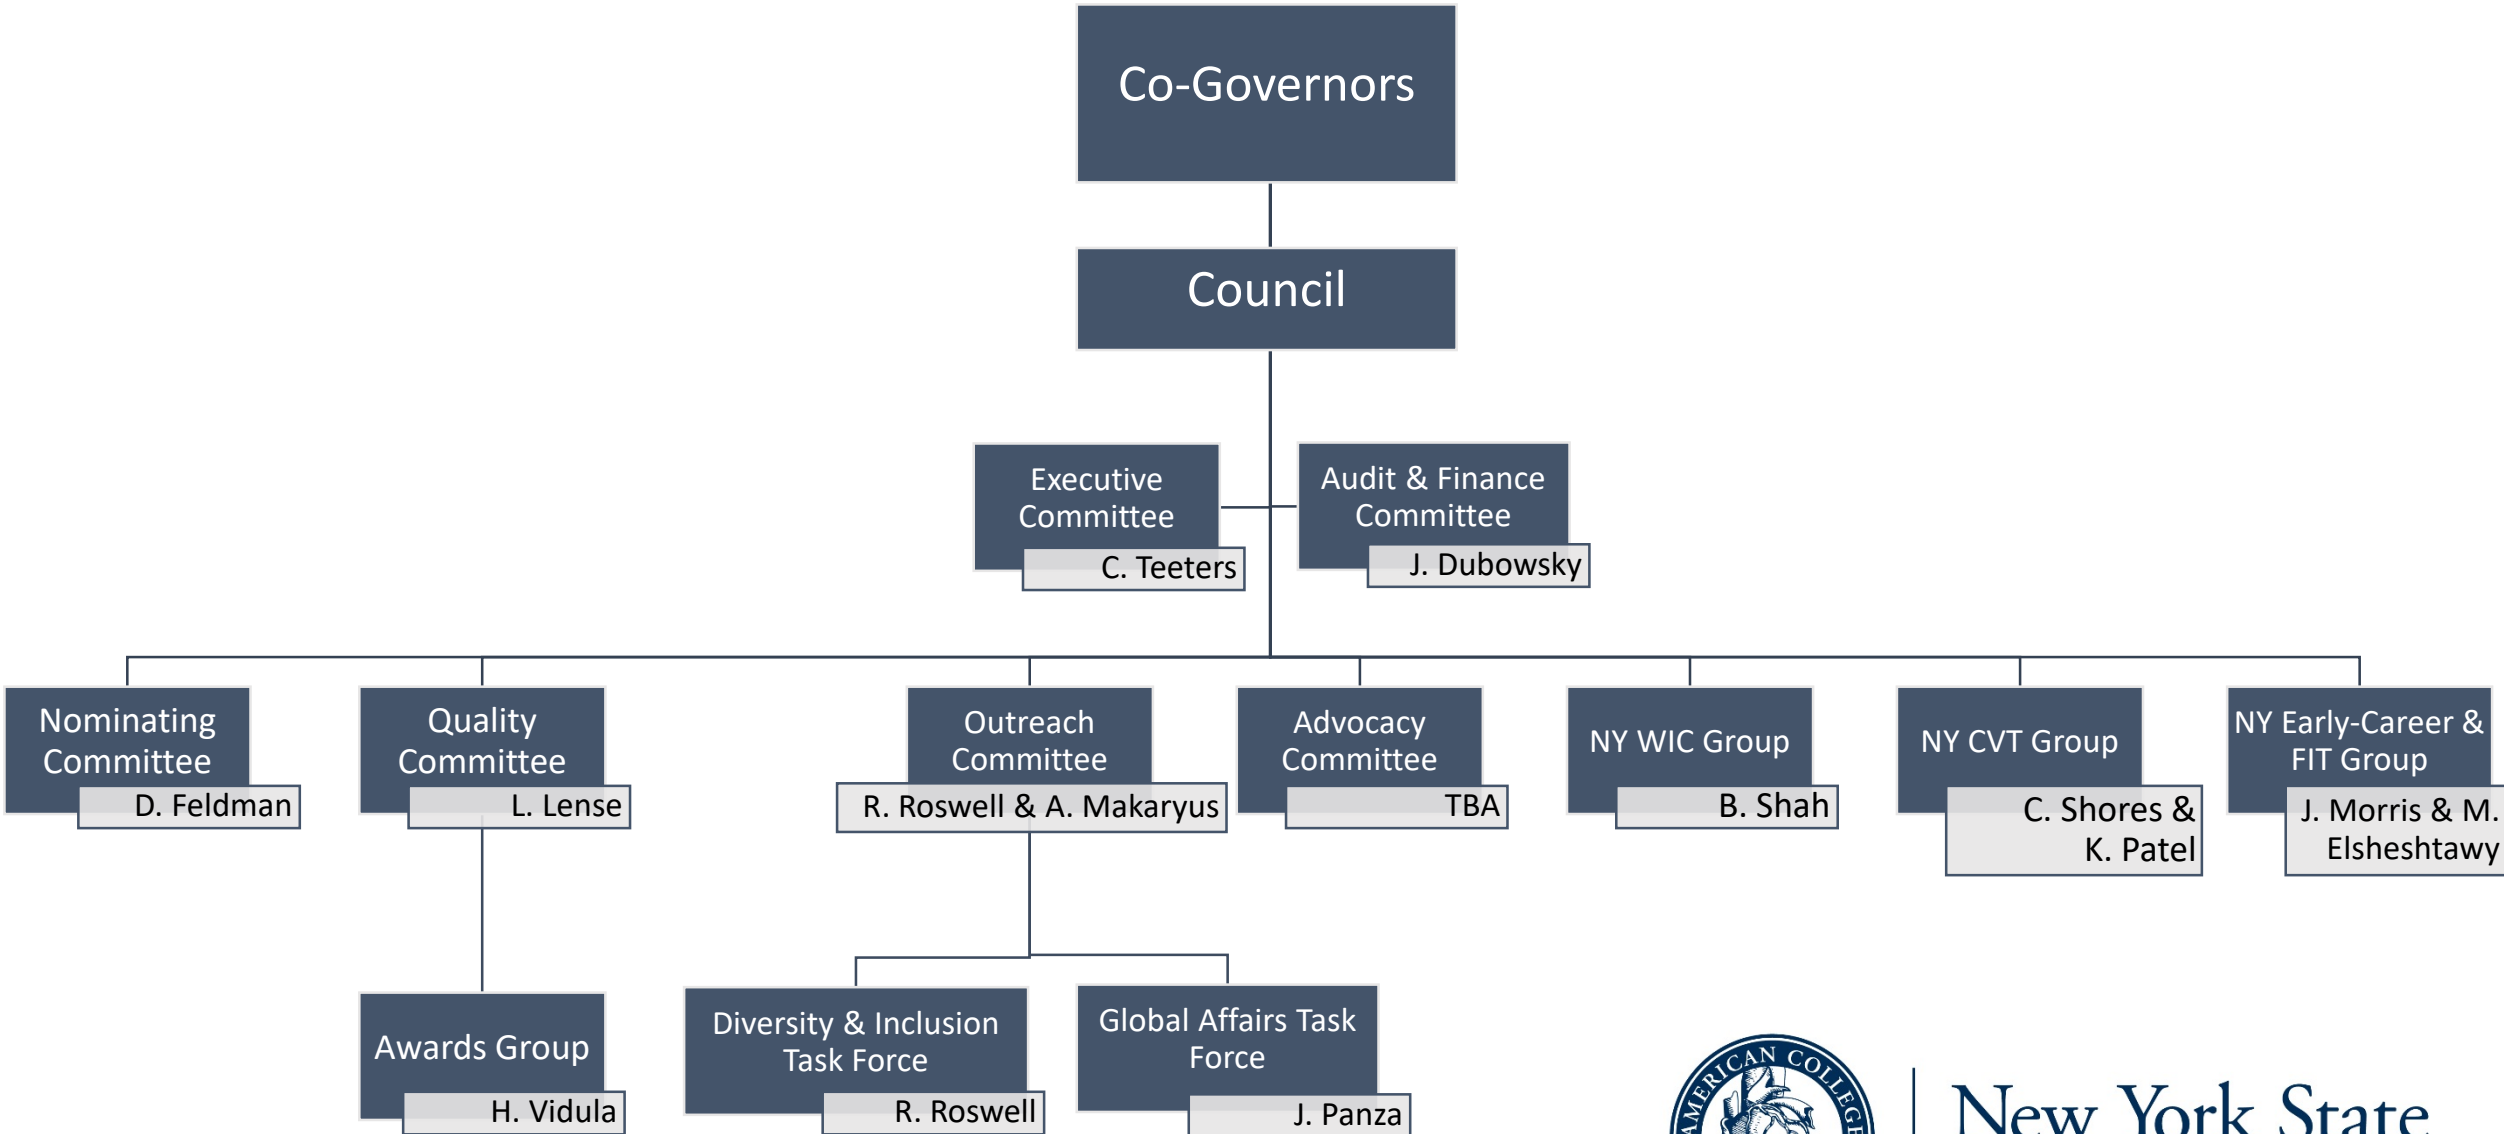 Co-Governors
Council
Executive
Committee
C. Teeters
Audit & Finance
Committee
J. Dubowsky
Nominating
Committee
D. Feldman
Quality
Committee
L. Lense
Outreach
Committee
R. Roswell & A. Makaryus
Advocacy
Committee
TBA
NY WIC Group
B. Shah
NY CVT Group
C. Shores &
K. Patel
NY Early-Career &
FIT Group
J. Morris & M.
Elsheshtawy
Awards Group
H. Vidula
Diversity & Inclusion
Task Force
R. Roswell
Global Affairs Task
Force
J. Panza
AMERICAN COLLEGE
New York State